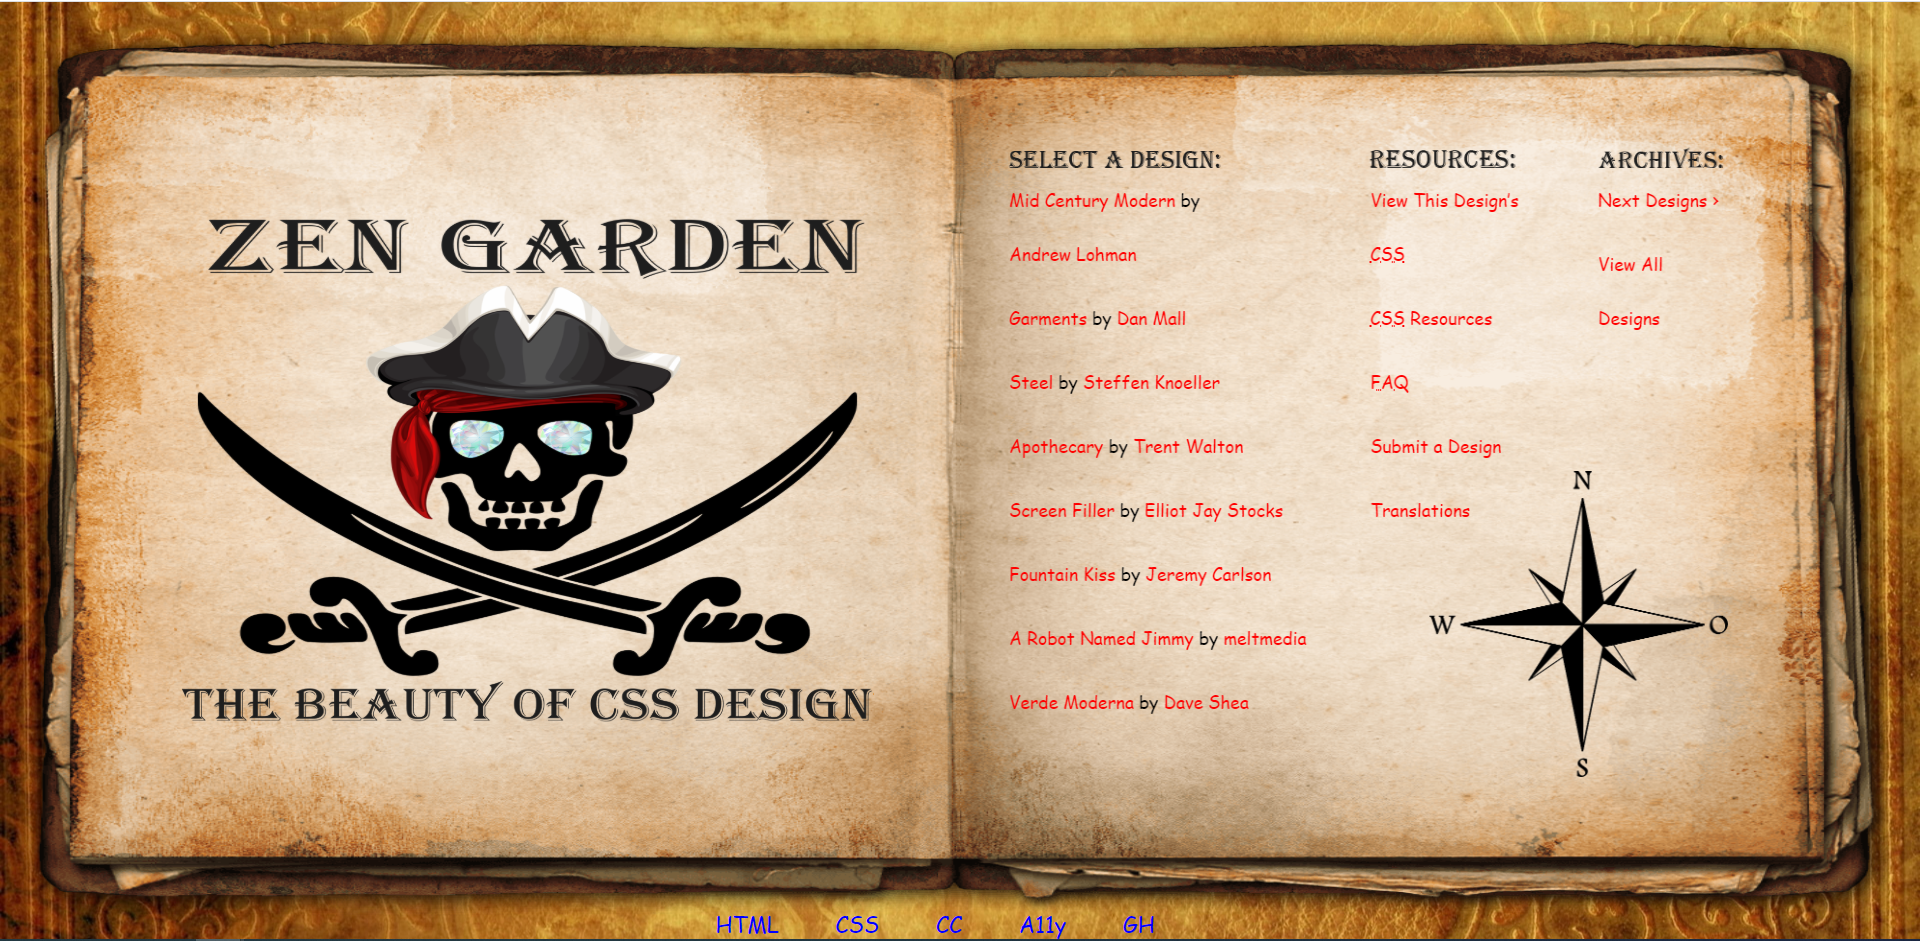 ZEN GARDEN
THE BEAUTY OF CSS DESIGN
SELECT A DESIGN:
Mid Century Modern by
Andrew Lohman
Garments by Dan Mall
Steel by Steffen Knoeller
Apothecary by Trent Walton
Screen Filler by Elliot Jay Stocks
Fountain Kiss by Jeremy Carlson
A Robot Named Jimmy by meltmedia
Verde Moderna by Dave Shea
RESOURCES:
View This Design’s
CSS
CSS Resources
FAQ
Submit a Design
Translations
ARCHIVES:
Next Designs ›
View All
Designs
N
W
O
S
HTML CSS CC A11y GH